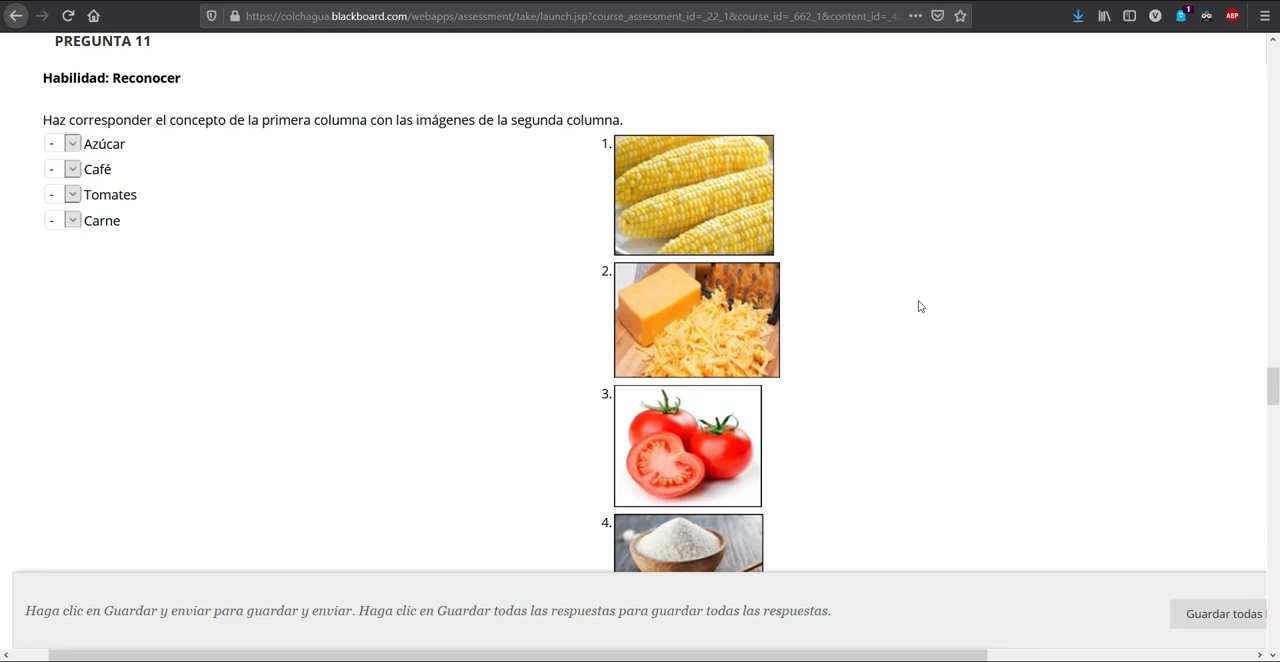 https://colchagua.blackboard.com/webapps/assessment/take/launch.jsp?course_assessment_id=_22_1&course_id=_662_1&content_id=_4
1
V
ABP
PREGUNTA 11
Habilidad: Reconocer
Haz corresponder el concepto de la primera columna con las imágenes de la segunda columna.
- Azúcar
- Café
- Tomates
- Carne
1.
2.
3.
4.
Haga clic en Guardar y enviar para guardar y enviar. Haga clic en Guardar todas las respuestas para guardar todas las respuestas.
Guardar todas